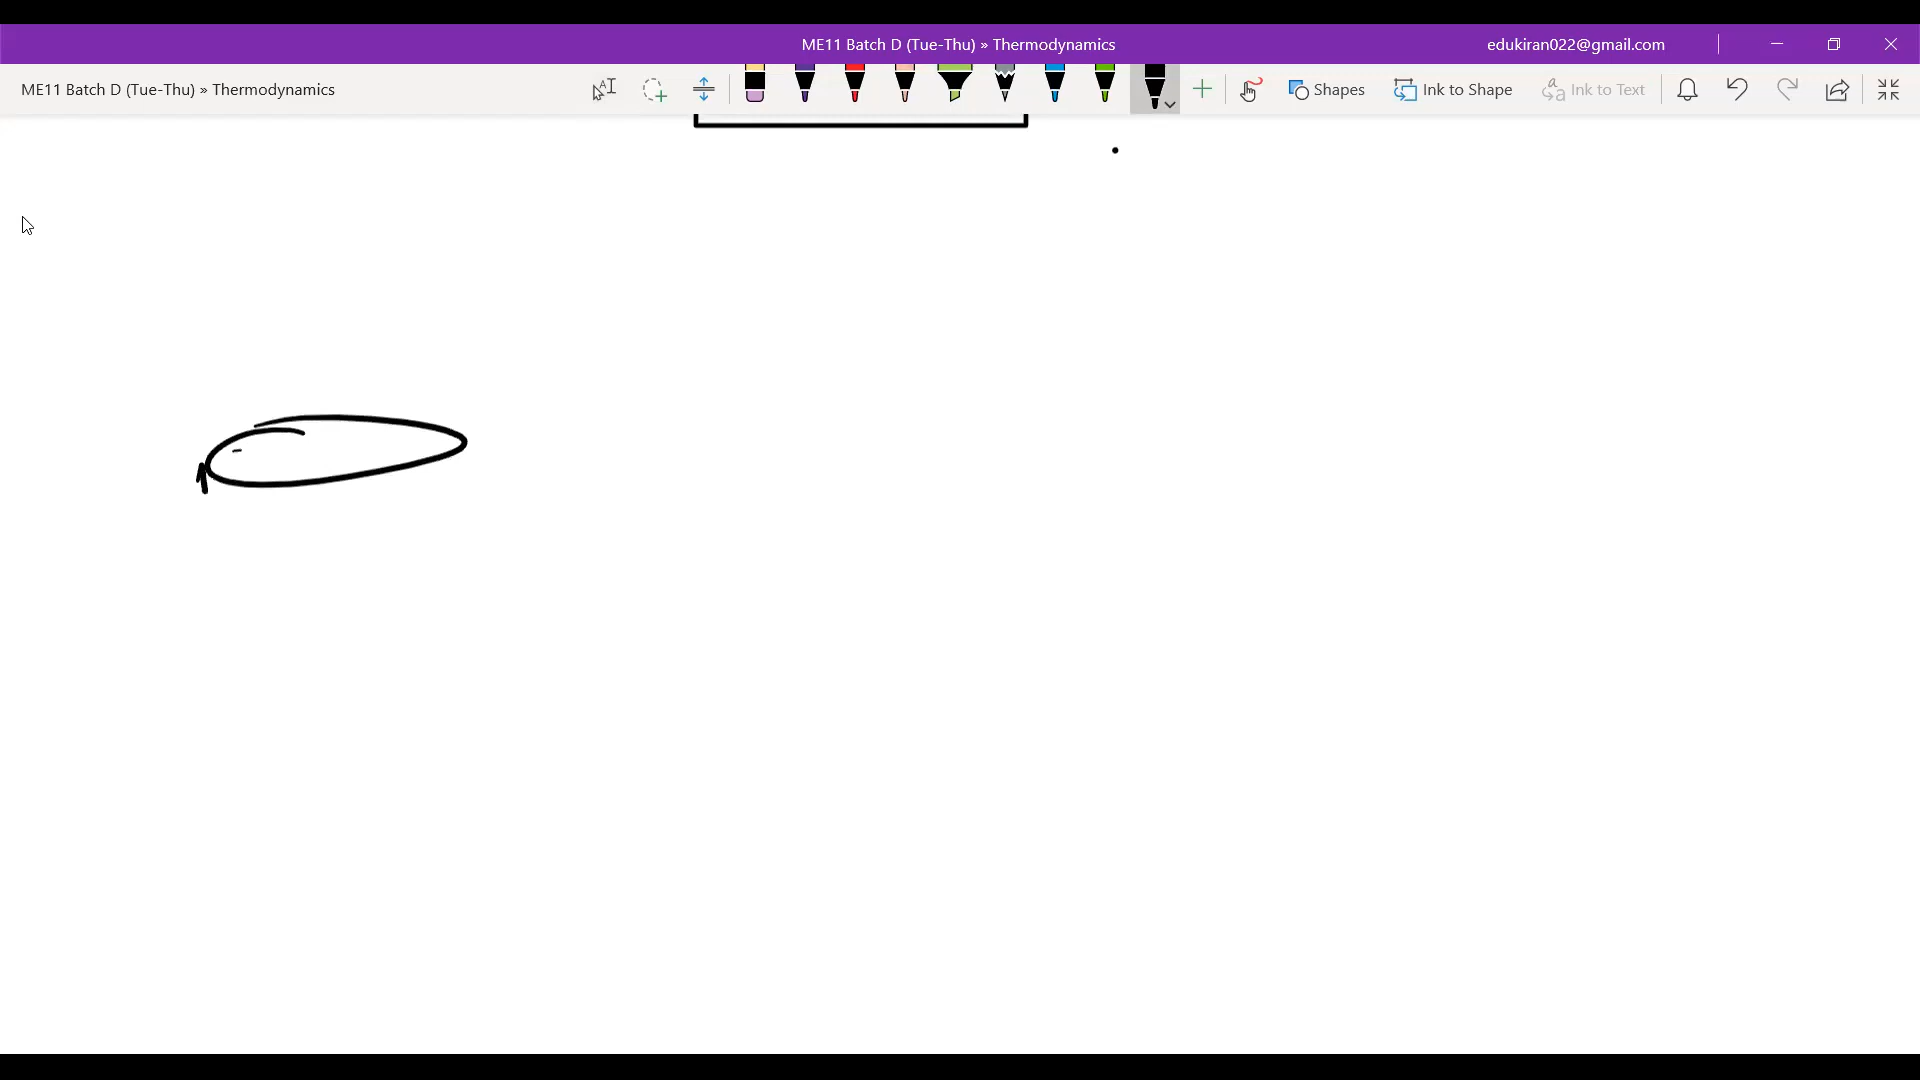 ME11 Batch D (Tue-Thu) » Thermodynamics
edukiran022@gmail.com
ME11 Batch D (Tue-Thu) » Thermodynamics
Shapes
Ink to Shape
Ink to Text